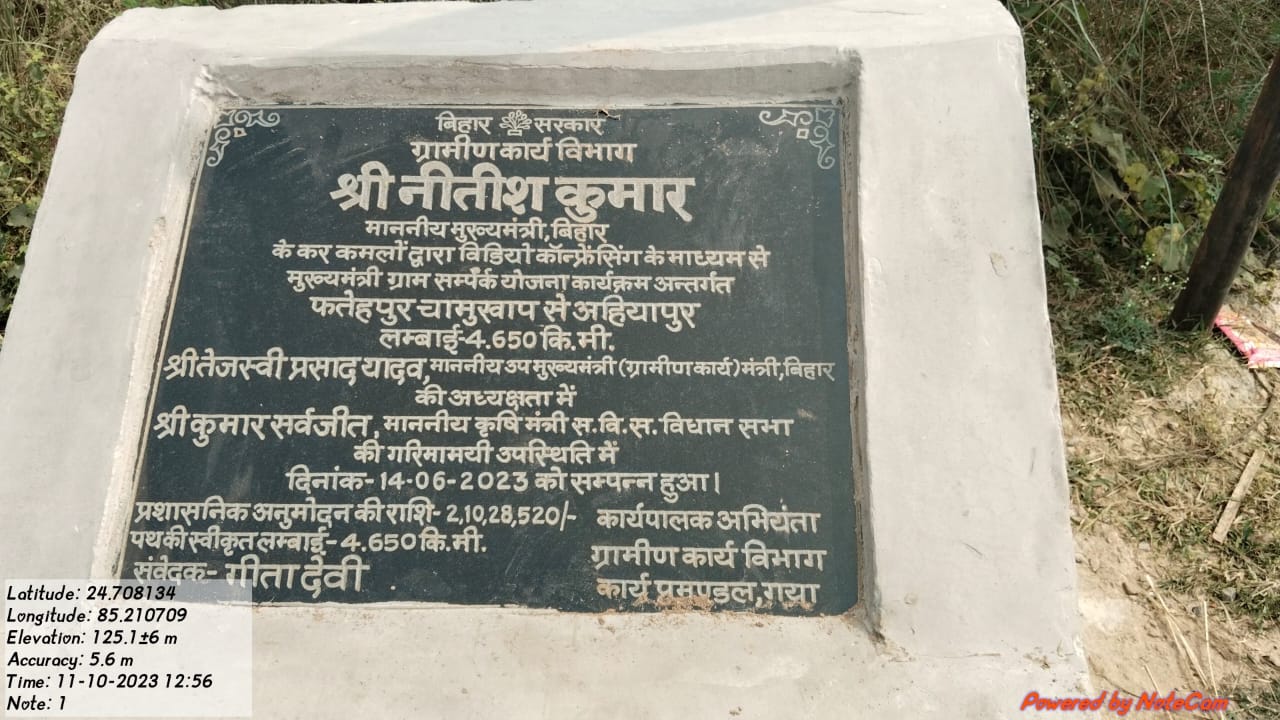 बिहार सरकार
ग्रामीण कार्य विभाग
श्री नीतीश कुमार
माननीय मुख्यमंत्री, बिहार
के कर कमलों द्वारा विडियो कॉन्फ्रेंसिंग के माध्यम से
मुख्यमंत्री ग्राम सर्म्पक योजना कार्यक्रम अन्तर्गत
फतेहपुर चामुखाप से अहियापुर
लम्बाई-4.650 कि.मी.
श्री तेजस्वी प्रसाद यादव, माननीय उप मुख्यमंत्री (ग्रामीण कार्य) मंत्री, बिहार
की अध्यक्षता में
श्री कुमार सर्वजीत, माननीय कृषि मंत्री स.वि.स. विधान सभा
की गरिमामयी उपस्थिति में
दिनांक- 14-06-2023 को सम्पन्न हुआ।
प्रशासनिक अनुमोदन की राशि- 2,10,28,520/-
पथ की स्वीकृत लम्बाई- 4.650 कि.मी.
संवेदक- गीता देवी
कार्यपालक अभियंता
ग्रामीण कार्य विभाग
कार्य प्रमण्डल, गया
Latitude: 24.708134
Longitude: 85.210709
Elevation: 125.1±6 m
Accuracy: 5.6 m
Time: 11-10-2023 12:56
Note: 1
Powered by NoteCam